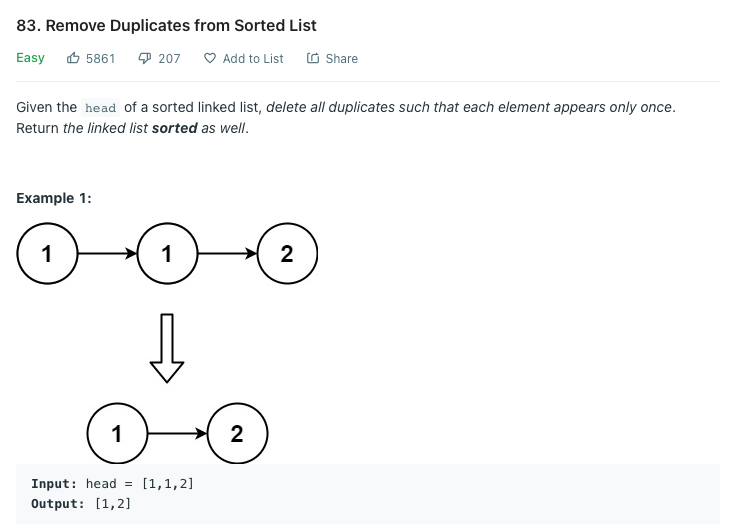 83. Remove Duplicates from Sorted List
Easy 5861 207 Add to List Share
Given the head of a sorted linked list, delete all duplicates such that each element appears only once.
Return the linked list sorted as well.
Example 1:
1 1 2
1 2
Input: head = [1,1,2]
Output: [1,2]